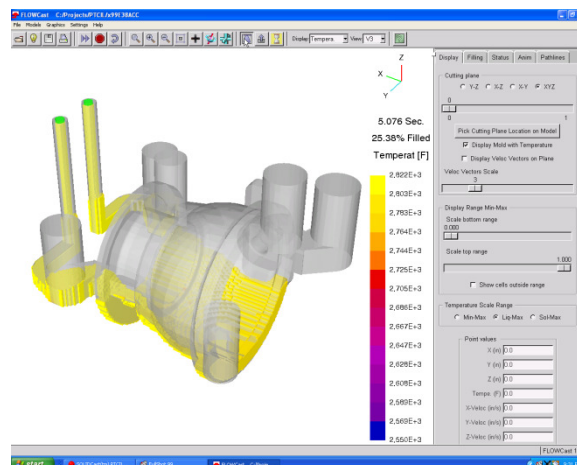 FLOWCast C:/Projects/PTCR/x99138ACC
File Models Graphics Settings Help
Display Tempera View V3
Z
X
Y
5.076 Sec.
25.38% Filled
Temperat [F]
2,822E+3
2,803E+3
2,783E+3
2,764E+3
2,744E+3
2,725E+3
2,705E+3
2,686E+3
2,667E+3
2,647E+3
2,628E+3
2,608E+3
2,589E+3
2,569E+3
2,550E+3
Display Filling Status Asim Pathlines
Cutting plane
Y-Z X-Z X-Y XYZ
0
0 1
Pick Cutting Plane Location on Model
Display Mold with Temperature
Display Veloc Vectors on Plane
Veloc Vectors Scale
3
Display Range Min-Max
Scale bottom range
0.000
Scale top range
1.000
Show cells outside range
Temperature Scale Range
Min-Max Liq-Max Sol-Max
Point values
X (in) 0.0
Y (in) 0.0
Z (in) 0.0
Tempe. (F) 0.0
X-Veloc (in/s) 0.0
Y-Veloc (in/s) 0.0
Z-Veloc (in/s) 0.0
FLOWCast 1
start